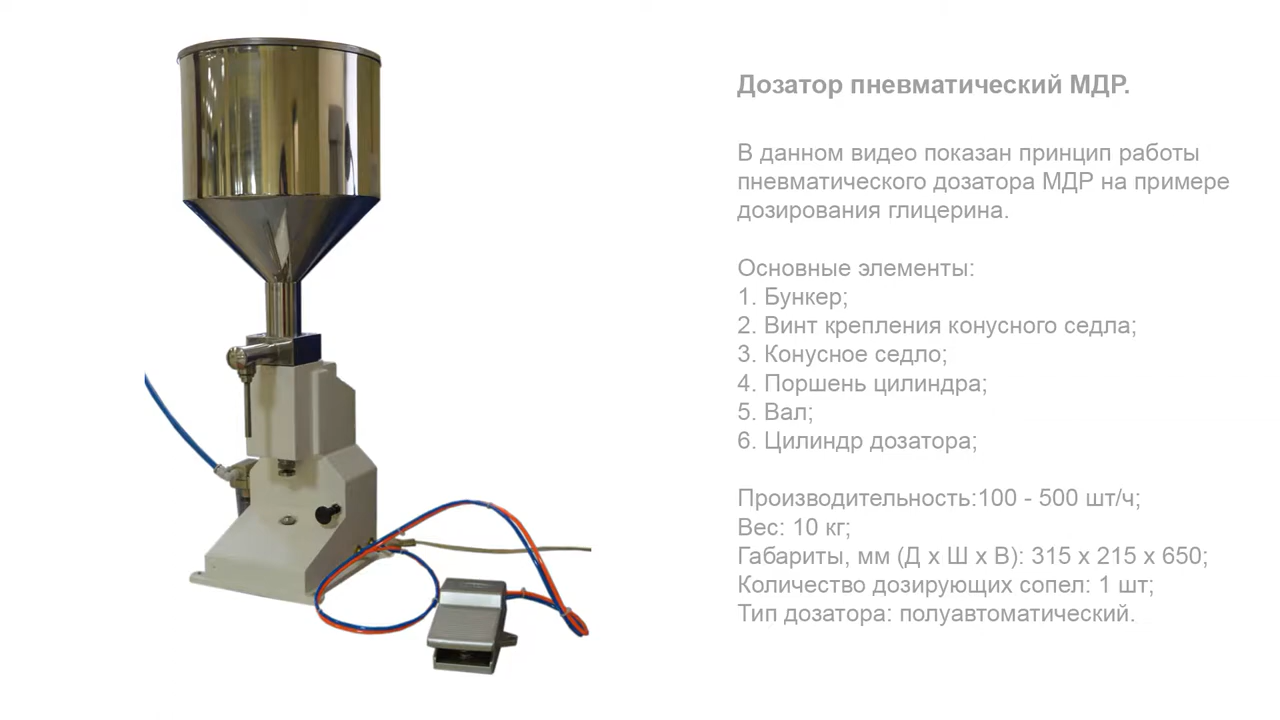 Дозатор пневматический МДР.
В данном видео показан принцип работы
пневматического дозатора МДР на примере
дозирования глицерина.
Основные элементы:
1. Бункер;
2. Винт крепления конусного седла;
3. Конусное седло;
4. Поршень цилиндра;
5. Вал;
6. Цилиндр дозатора;
Производительность:100 - 500 шт/ч;
Вес: 10 кг;
Габариты, мм (Д х Ш х В): 315 х 215 х 650;
Количество дозирующих сопел: 1 шт;
Тип дозатора: полуавтоматический.